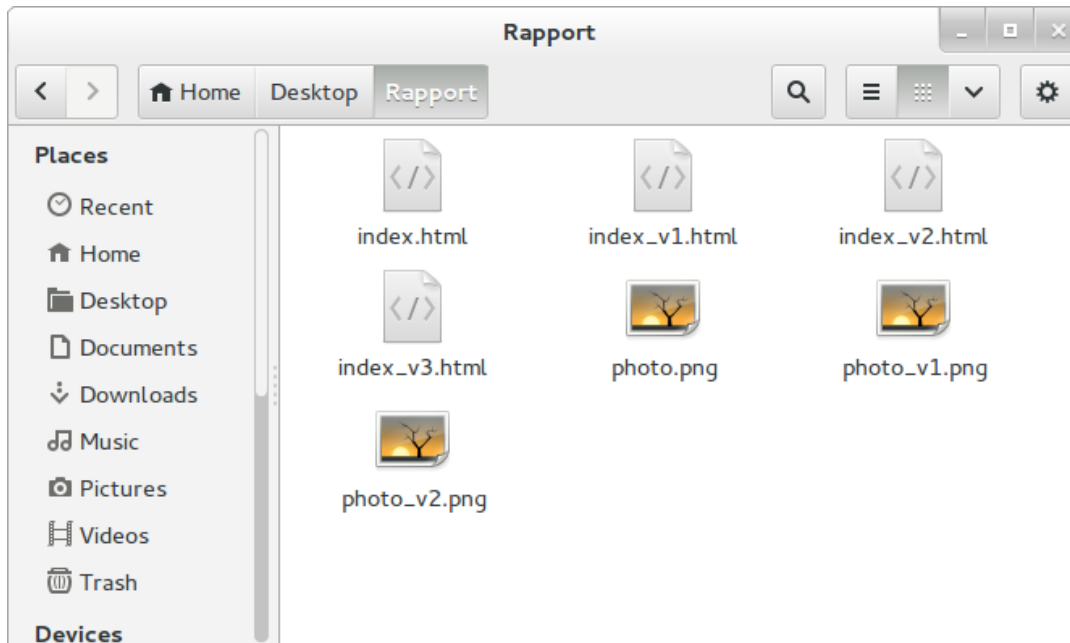 Rapport
Home Desktop Rapport
Places
Recent
Home
Desktop
Documents
Downloads
Music
Pictures
Videos
Trash
Devices
index.html index_v1.html index_v2.html
index_v3.html photo.png photo_v1.png
photo_v2.png